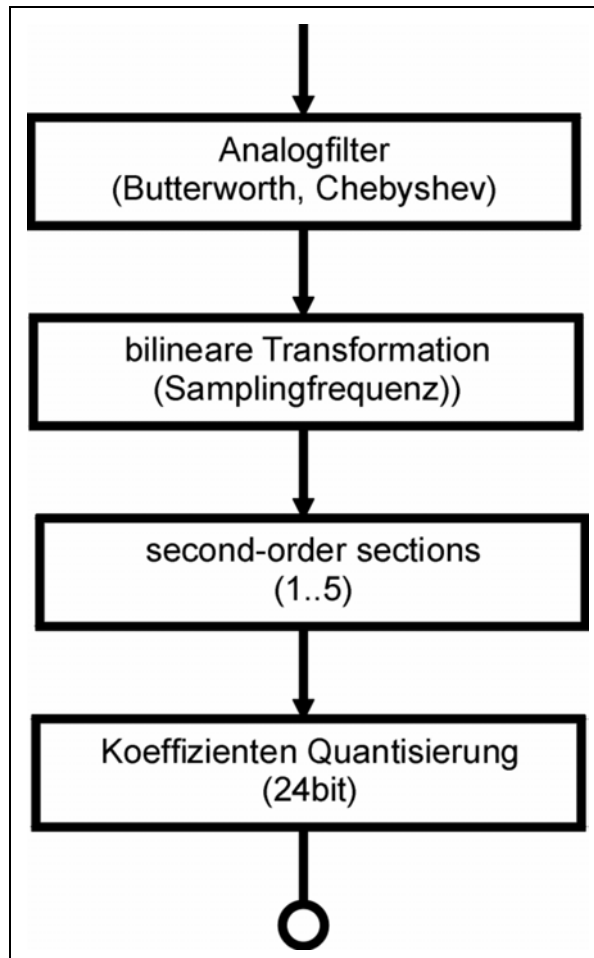 Analogfilter
(Butterworth, Chebyshev)
bilineare Transformation
(Samplingfrequenz))
second-order sections
(1..5)
Koeffizienten Quantisierung
(24bit)